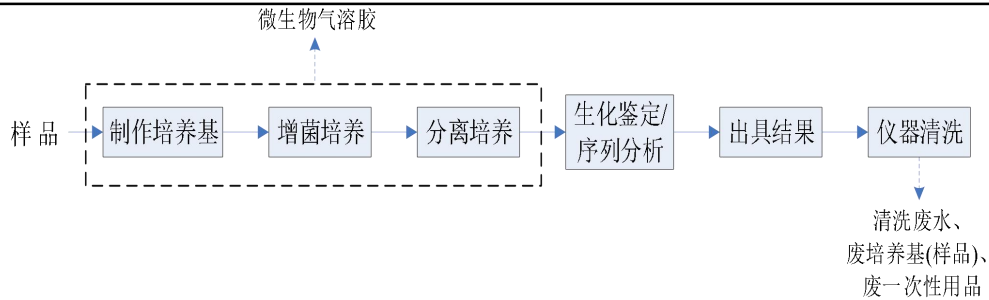 微生物气溶胶
样品
制作培养基
增菌培养
分离培养
生化鉴定/
序列分析
出具结果
仪器清洗
清洗废水、
废培养基(样品)、
废一次性用品